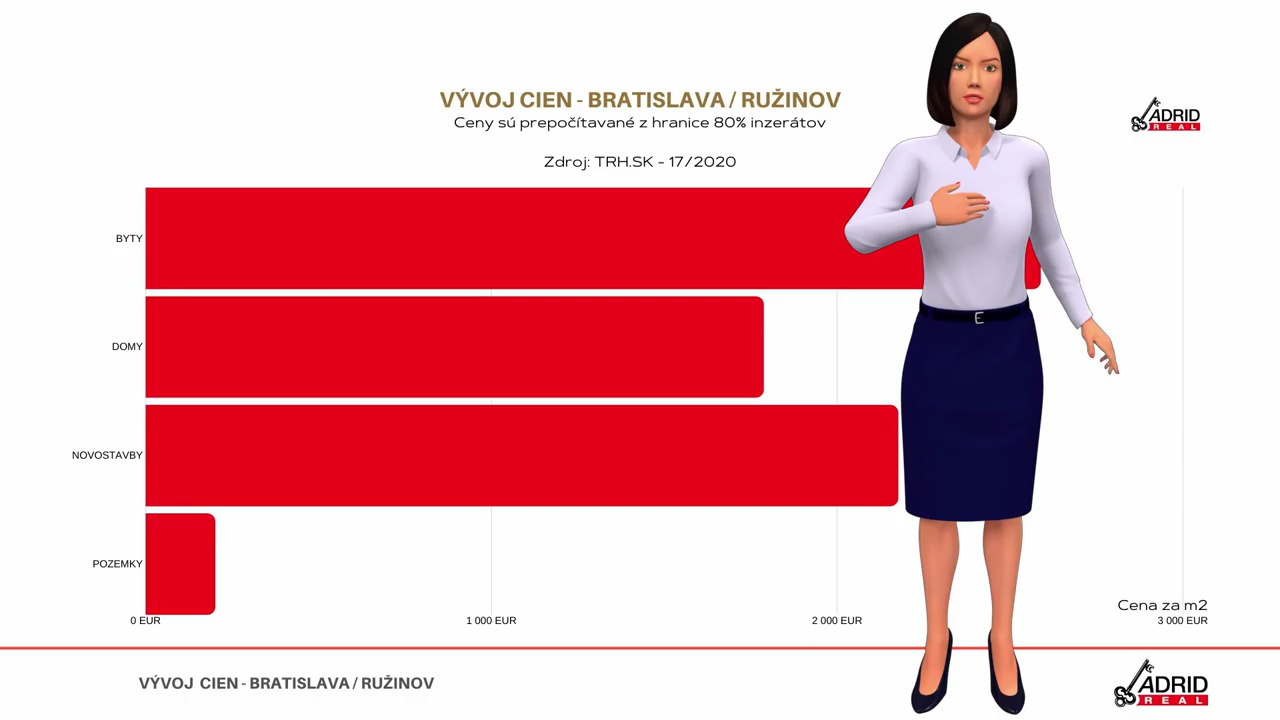 VÝVOJ CIEN - BRATISLAVA / RUŽINOV
Ceny sú prepočítavané z hranice 80% inzerátov
ADRID
REAL
Zdroj: TRH.SK - 17/2020
BYTY
DOMY
NOVOSTAVBY
POZEMKY
Cena za m2
0 EUR
1 000 EUR
2 000 EUR
3 000 EUR
VÝVOJ CIEN - BRATISLAVA / RUŽINOV
ADRID
REAL